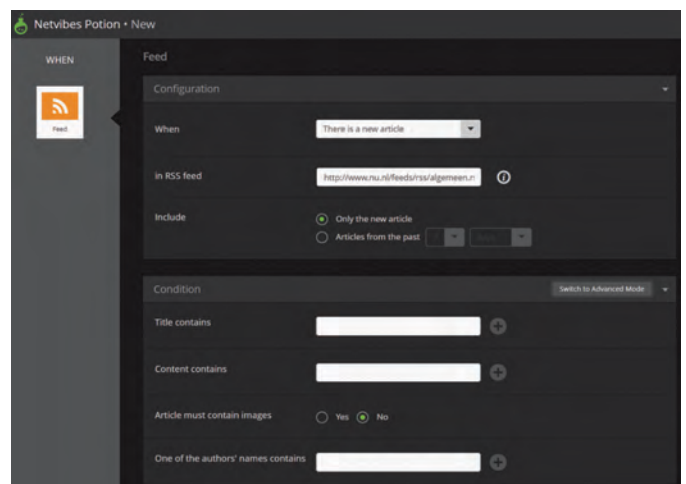 Netvibes Potion • New
WHEN
Feed
Feed
Configuration
When
There is a new article
in RSS feed
http://www.nu.nl/feeds/rss/algemeen.r
Include
Only the new article
Articles from the past
Condition
Switch to Advanced Mode
Title contains
Content contains
Article must contain images
Yes
No
One of the authors' names contains